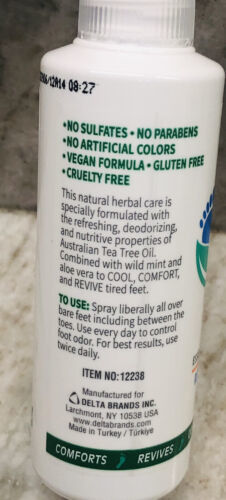 12A14 08:27
•NO SULFATES • NO PARABENS
•NO ARTIFICIAL COLORS
•VEGAN FORMULA • GLUTEN FREE
•CRUELTY FREE
This natural herbal care is
specially formulated with
the refreshing, deodorizing,
and nutritive properties of
Australian Tea Tree Oil.
Combined with wild mint and
aloe vera to COOL, COMFORT,
and REVIVE tired feet.
TO USE: Spray liberally all over
bare feet including between the
toes. Use every day to control
foot odor. For best results, use
twice daily.
ITEM NO: 12238
Manufactured for
DELTA BRANDS INC.
Larchmont, NY 10538 USA
www.deltabrands.com
Made in Turkey / Türkiye
COMFORTS REVIVES